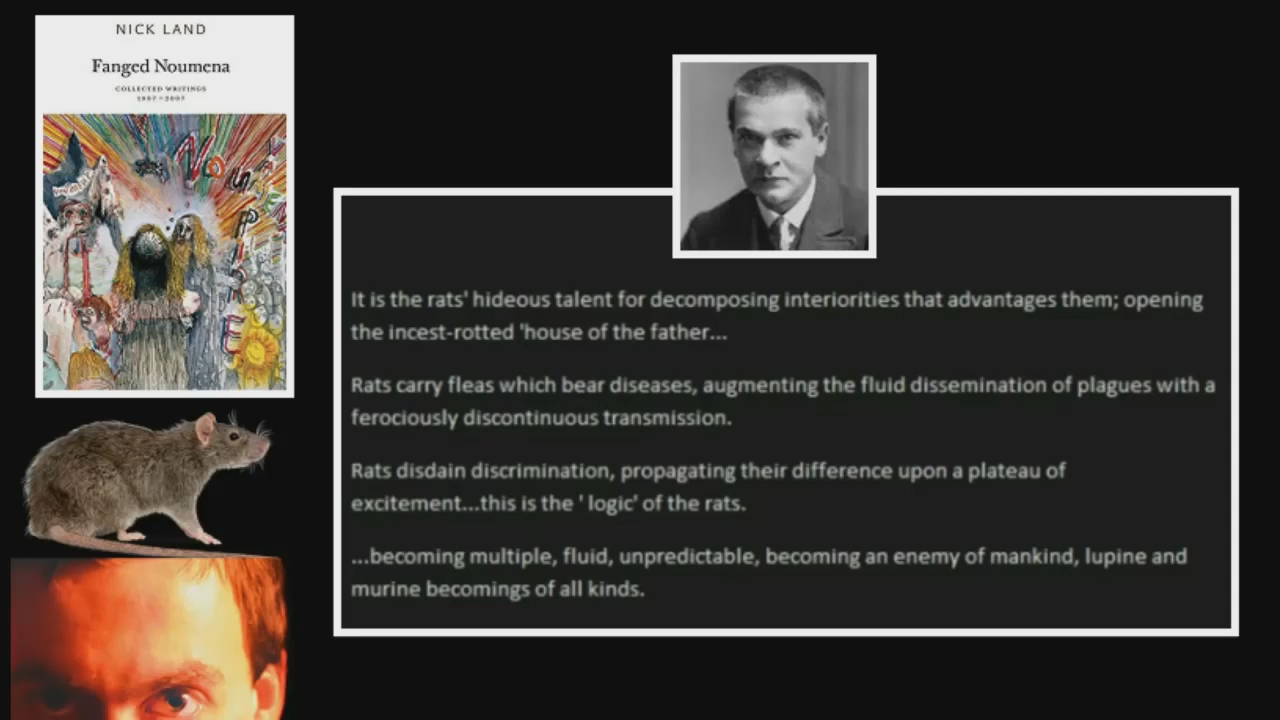 NICK LAND
Fanged Noumena
COLLECTED WRITINGS
1987-2007
It is the rats' hideous talent for decomposing interiorities that advantages them; opening
the incest-rotted 'house of the father...
Rats carry fleas which bear diseases, augmenting the fluid dissemination of plagues with a
ferociously discontinuous transmission.
Rats disdain discrimination, propagating their difference upon a plateau of
excitement...this is the ' logic' of the rats.
...becoming multiple, fluid, unpredictable, becoming an enemy of mankind, lupine and
murine becomings of all kinds.